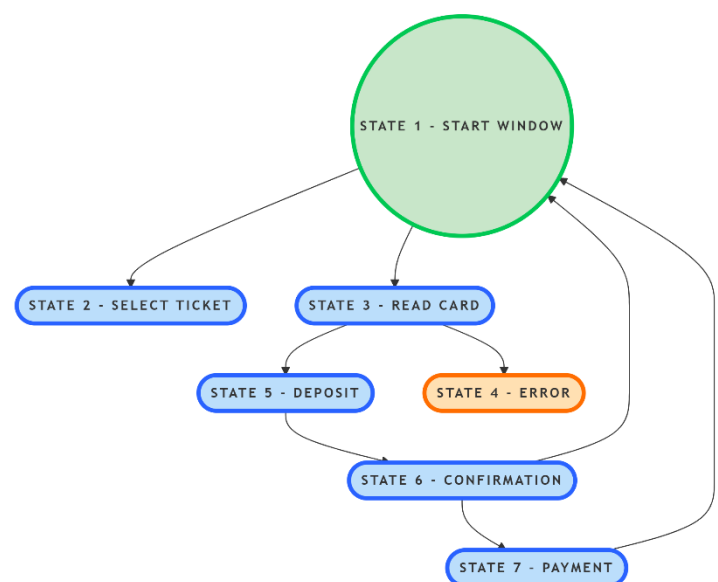 STATE 1 - START WINDOW
STATE 2 - SELECT TICKET
STATE 3 - READ CARD
STATE 5 - DEPOSIT
STATE 4 - ERROR
STATE 6 - CONFIRMATION
STATE 7 - PAYMENT